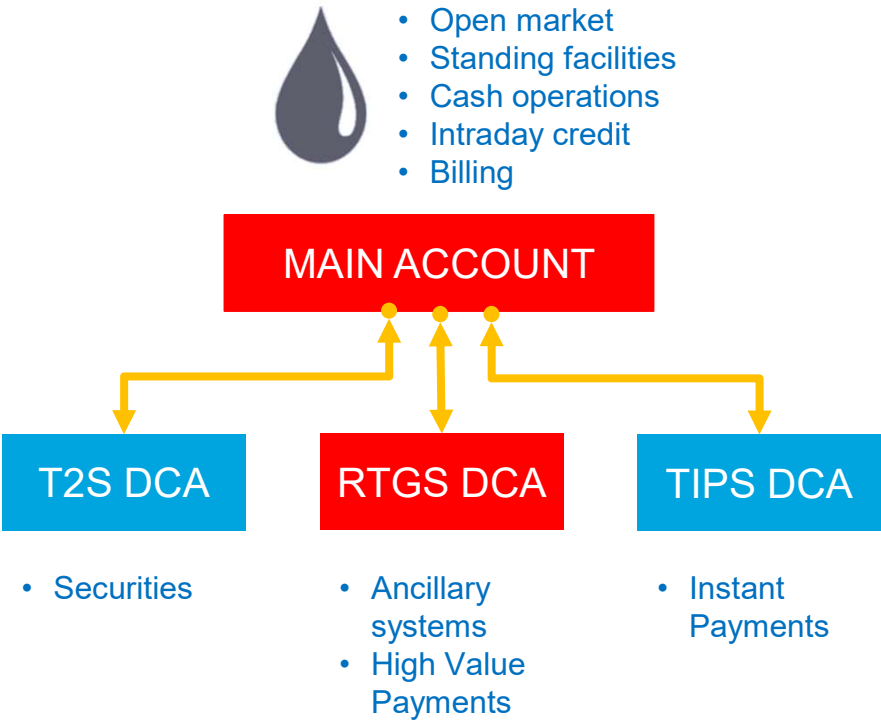 • Open market
• Standing facilities
• Cash operations
• Intraday credit
• Billing
MAIN ACCOUNT
T2S DCA
RTGS DCA
TIPS DCA
• Securities
• Ancillary
systems
• High Value
Payments
• Instant
Payments